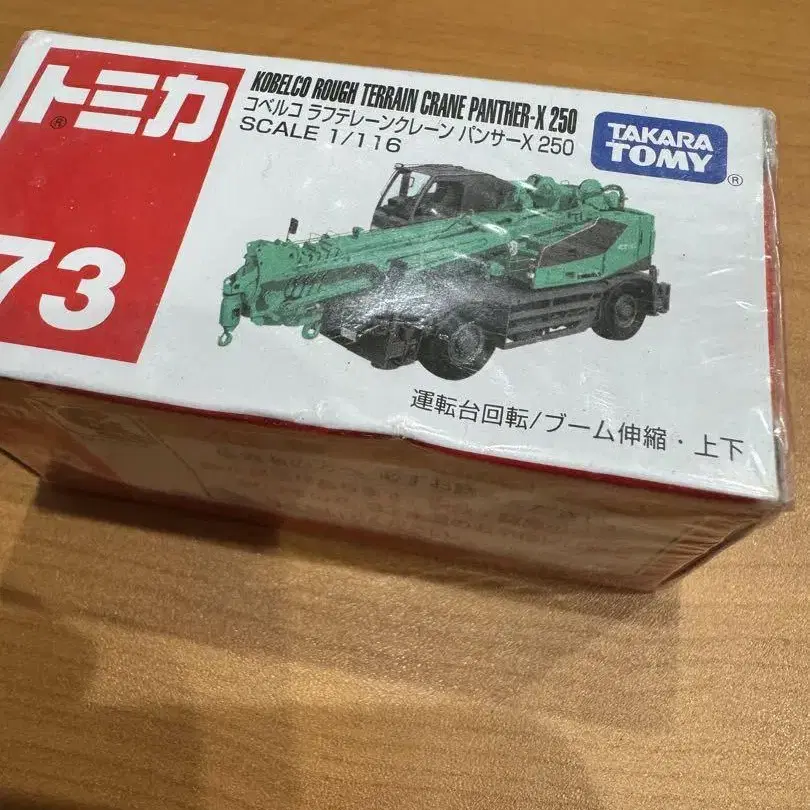 トミカ
®
KOBELCO ROUGH TERRAIN CRANE PANTHER-X 250
コベルコ ラフテレーンクレーン パンサーX 250
SCALE 1/116
TAKARA
TOMY
®
73
運転台回転/ブーム伸縮・上下